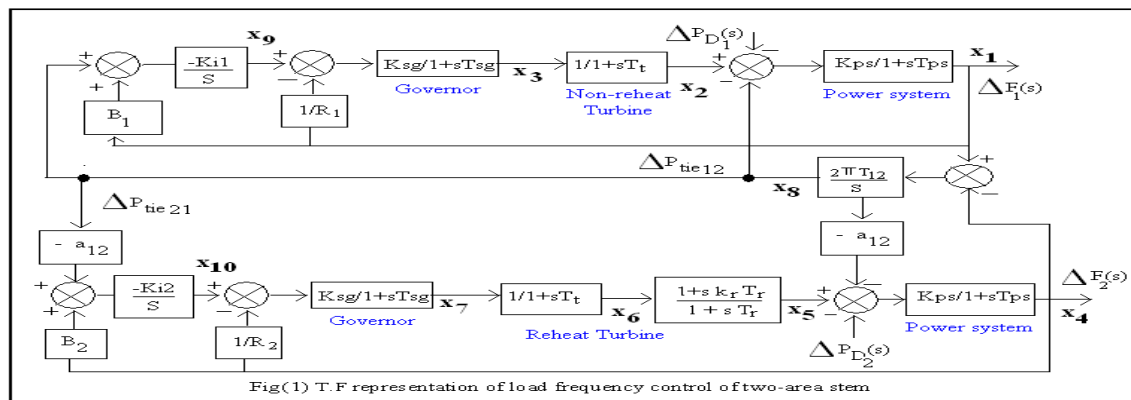 x9
-Ki1
S
+
+
B1
+
−
1/R1
Ksg/1+sTsg
Governor
x3
1/1+sTt
Non-reheat
Turbine
x2
ΔPD1(s)
−
+
−
Kps/1+sTps
Power system
x1
ΔF1(s)
ΔPtie12
x8
2πT12
S
+
−
ΔPtie21
- a12
- a12
+
+
x10
-Ki2
S
+
−
B2
1/R2
Ksg/1+sTsg
Governor
x7
1/1+sTt
x6
Reheat Turbine
1+s kr Tr
1 + s Tr
x5
+
−
−
ΔPD2(s)
Kps/1+sTps
Power system
ΔF2(s)
x4
Fig(1) T.F representation of load frequency control of two-area stem